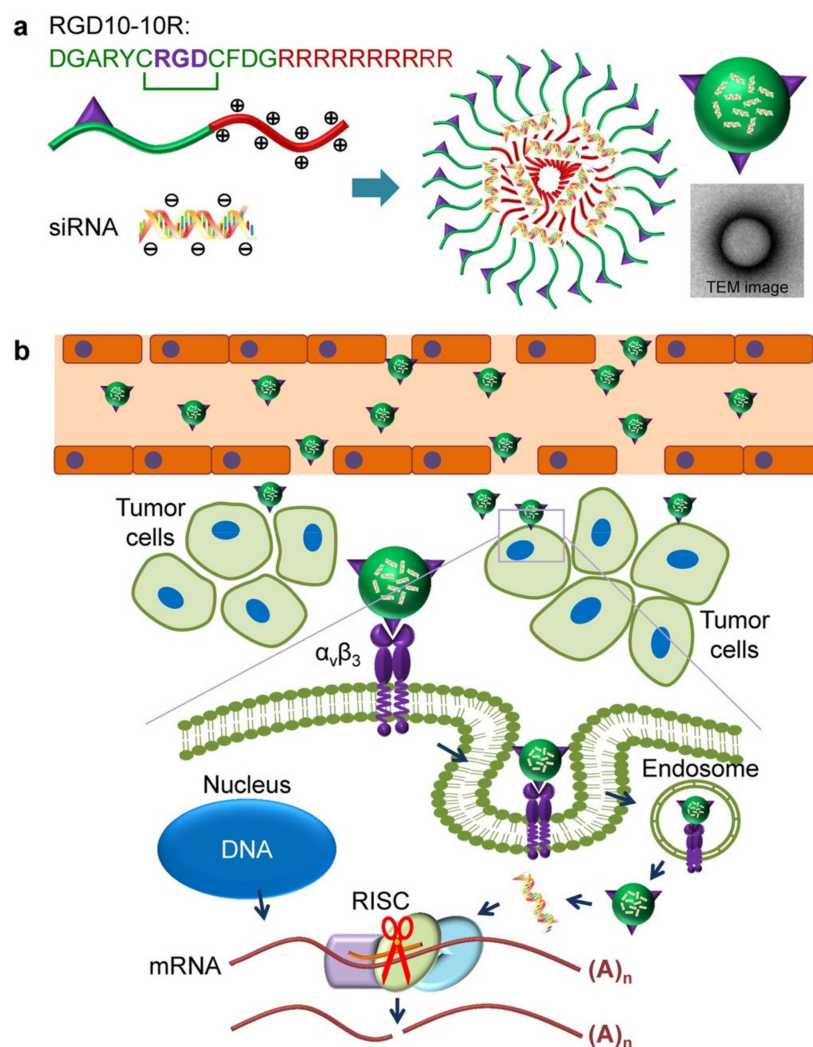 a
RGD10-10R:
DGARYCRGDCFDGRRRRRRRRRR
siRNA
TEM image
b
Tumor
cells
Tumor
cells
αvβ3
Nucleus
Endosome
DNA
RISC
mRNA
(A)n
(A)n